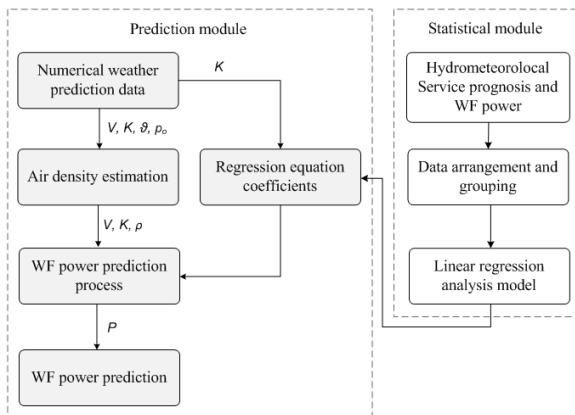 Prediction module
Numerical weather
prediction data
K
V, K, ϑ, pₒ
Air density estimation
Regression equation
coefficients
V, K, ρ
WF power prediction
process
P
WF power prediction
Statistical module
Hydrometeorolocal
Service prognosis and
WF power
Data arrangement and
grouping
Linear regression
analysis model